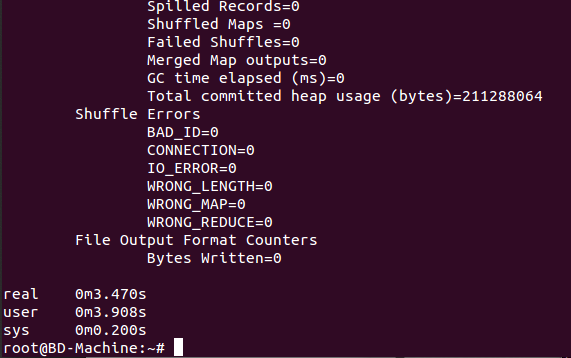 Spilled Records=0
Shuffled Maps =0
Failed Shuffles=0
Merged Map outputs=0
GC time elapsed (ms)=0
Total committed heap usage (bytes)=211288064
Shuffle Errors
BAD_ID=0
CONNECTION=0
IO_ERROR=0
WRONG_LENGTH=0
WRONG_MAP=0
WRONG_REDUCE=0
File Output Format Counters
Bytes Written=0
real 0m3.470s
user 0m3.908s
sys 0m0.200s
root@BD-Machine:~#